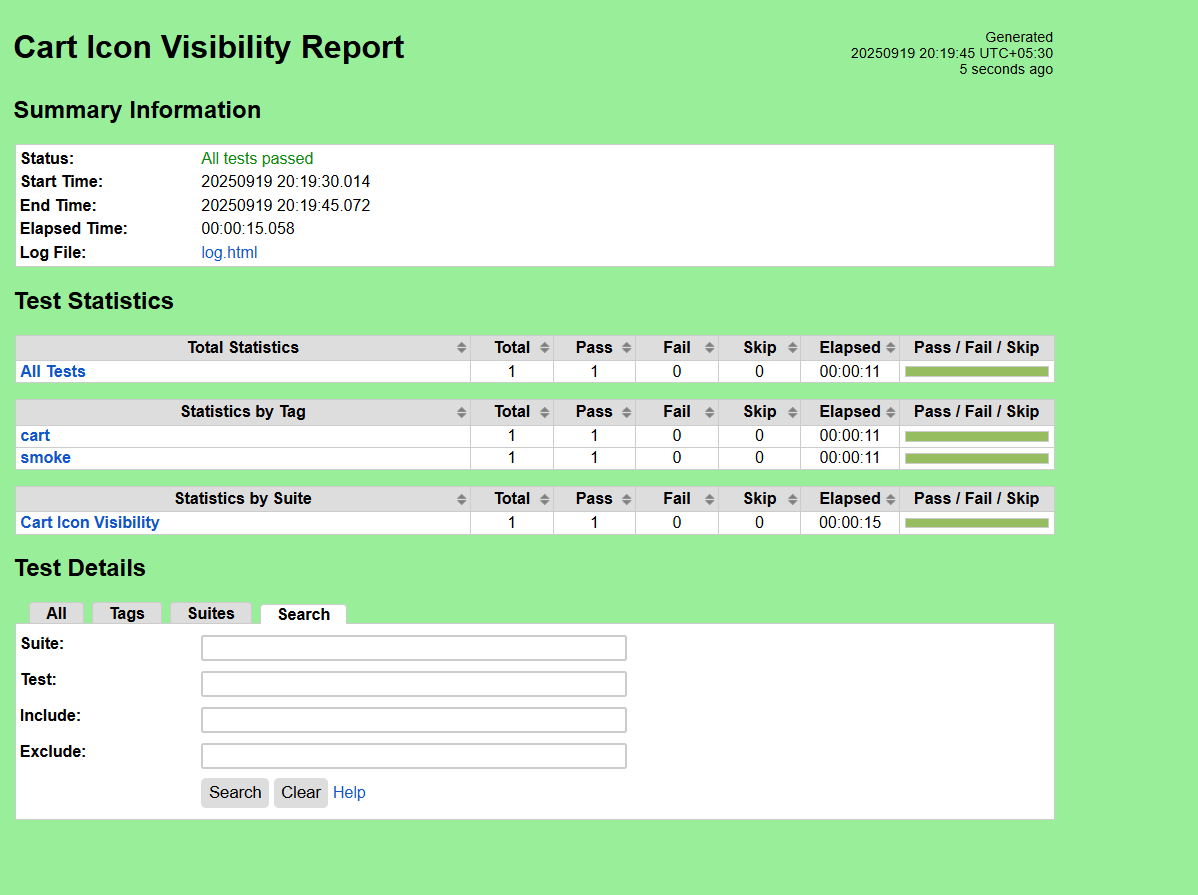 Cart Icon Visibility Report
Generated
20250919 20:19:45 UTC+05:30
5 seconds ago
Summary Information
Status: All tests passed
Start Time: 20250919 20:19:30.014
End Time: 20250919 20:19:45.072
Elapsed Time: 00:00:15.058
Log File: log.html
Test Statistics
Total Statistics Total Pass Fail Skip Elapsed Pass / Fail / Skip
All Tests 1 1 0 0 00:00:11
Statistics by Tag Total Pass Fail Skip Elapsed Pass / Fail / Skip
cart 1 1 0 0 00:00:11
smoke 1 1 0 0 00:00:11
Statistics by Suite Total Pass Fail Skip Elapsed Pass / Fail / Skip
Cart Icon Visibility 1 1 0 0 00:00:15
Test Details
All Tags Suites Search
Suite:
Test:
Include:
Exclude:
Search Clear Help